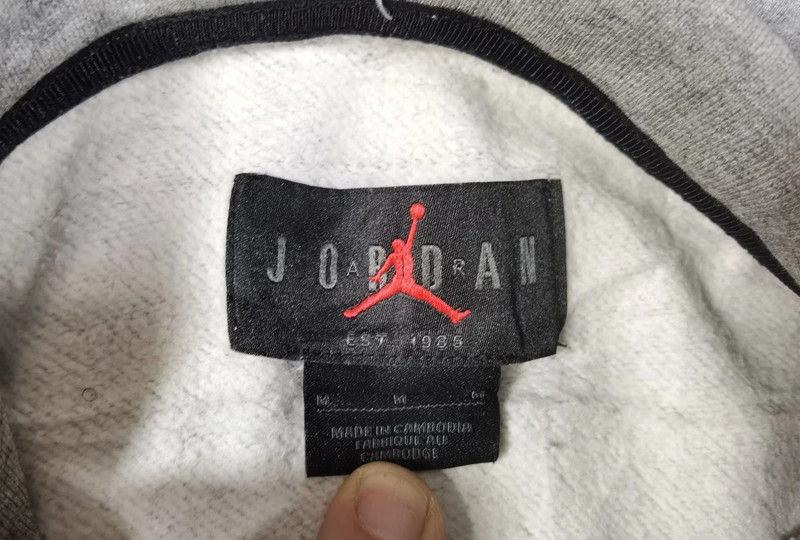 JORDAN
AIR
EST. 1985
M M M
MADE IN CAMBODIA
FABRIQUE AU
CAMBODGE